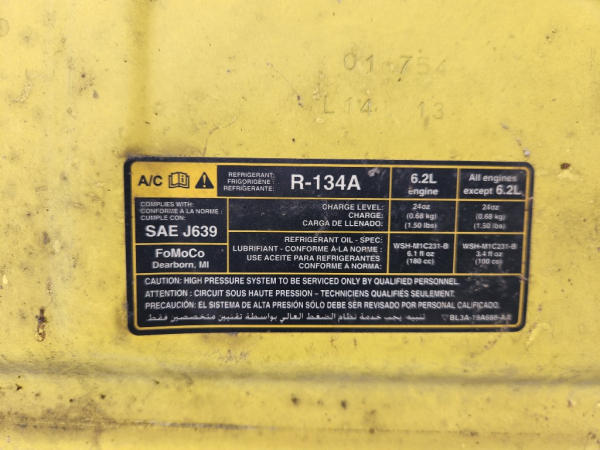 01 754
L14 13
A/C REFRIGERANT: FRIGORIGÈNE: REFRIGERANTE: R-134A
6.2L engine
All engines except 6.2L
COMPLIES WITH:
CONFORME À LA NORME:
CUMPLE CON:
SAE J639
FoMoCo
Dearborn, MI
CHARGE LEVEL: 24oz 24oz
CHARGE: (0.68 kg) (0.68 kg)
CARGA DE LLENADO: (1.50 lbs) (1.50 lbs)
REFRIGERANT OIL - SPEC:
LUBRIFIANT - CONFORME À LA NORME: WSH-M1C231-B WSH-M1C231-B
USE ACEITE PARA REFRIGERANTES 6.1 fl oz 3.4 fl oz
CONFORME A NORMA: (180 cc) (100 cc)
CAUTION: HIGH PRESSURE SYSTEM TO BE SERVICED ONLY BY QUALIFIED PERSONNEL.
ATTENTION : CIRCUIT SOUS HAUTE PRESSION – TECHNICIENS QUALIFIÉS SEULEMENT.
PRECAUCIÓN: EL SISTEMA DE ALTA PRESIÓN SÓLO DEBE SER REVISADO POR PERSONAL CALIFICADO.
تنبيه: يجب خدمة نظام الضغط العالي بواسطة تقنيين متخصصين فقط